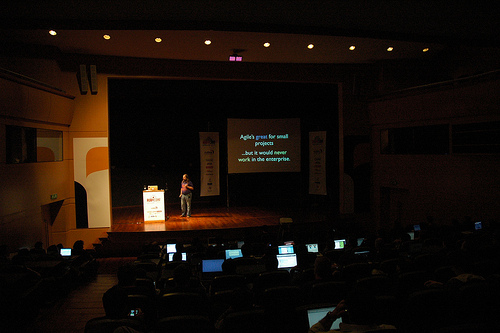 Agile's great for small
projects
...but it would never
work in the enterprise.